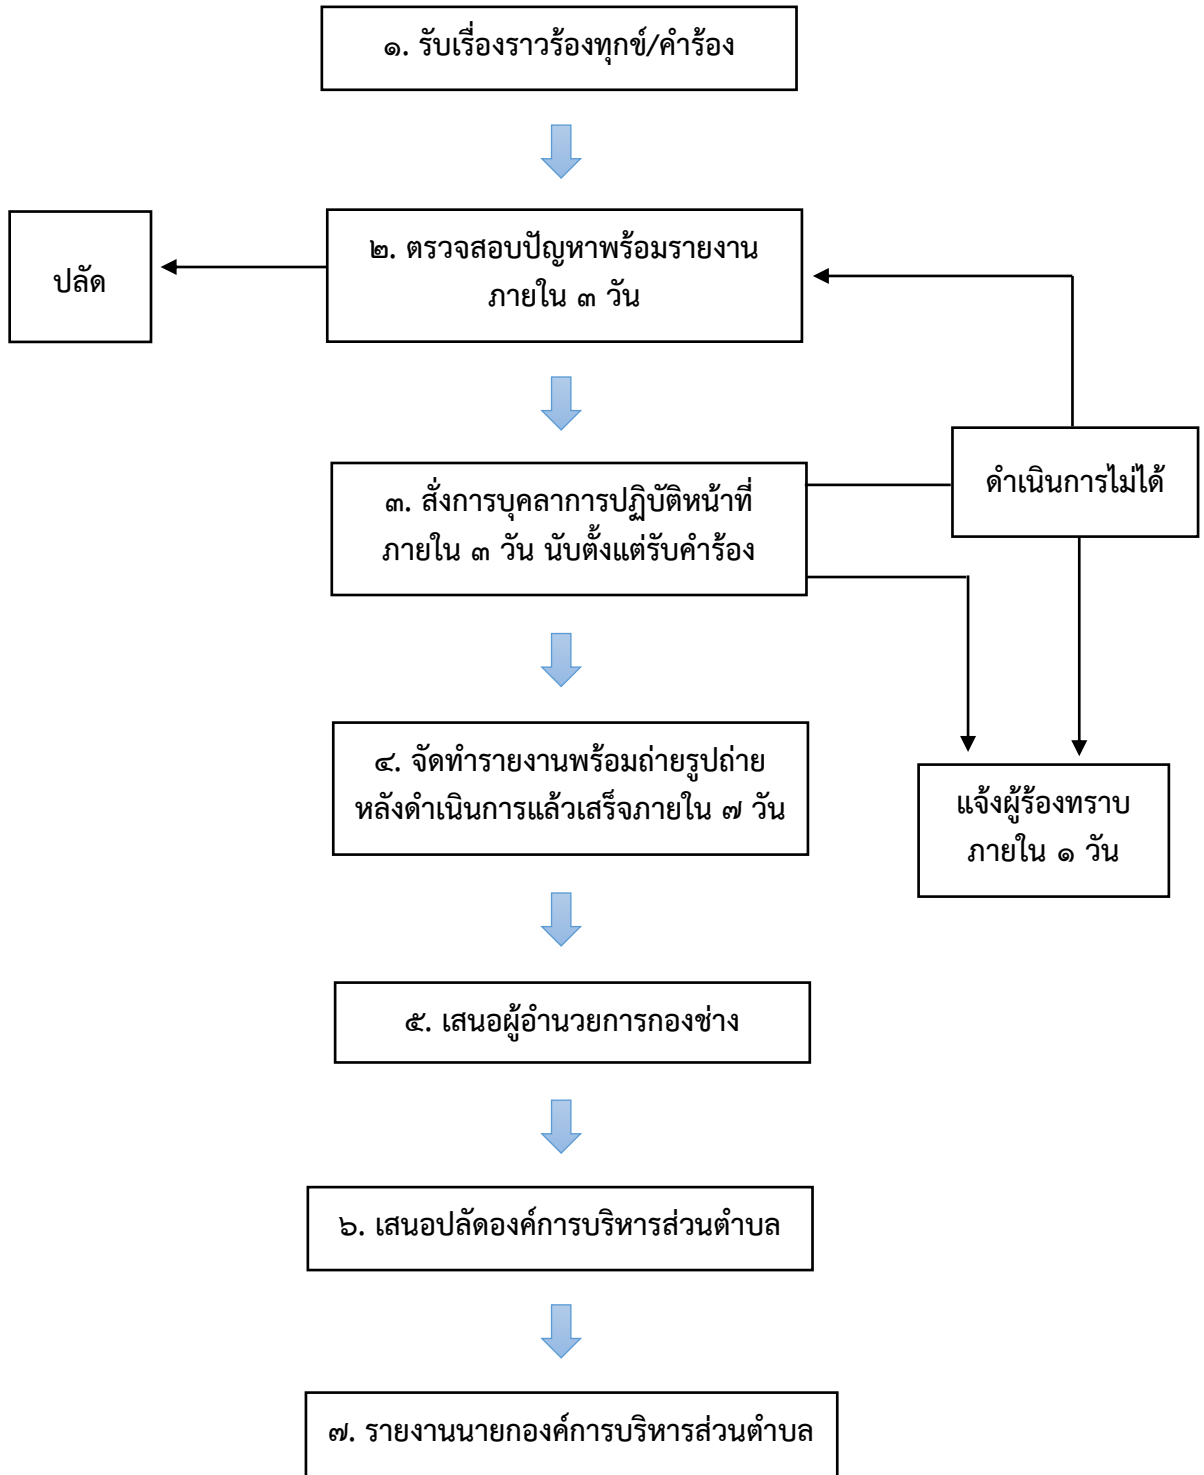 ๑. รับเรื่องราวร้องทุกข์/คำร้อง
ปลัด
๒. ตรวจสอบปัญหาพร้อมรายงาน
ภายใน ๓ วัน
๓. สั่งการบุคลาการปฏิบัติหน้าที่
ภายใน ๓ วัน นับตั้งแต่รับคำร้อง
ดำเนินการไม่ได้
๔. จัดทำรายงานพร้อมถ่ายรูปถ่าย
หลังดำเนินการแล้วเสร็จภายใน ๗ วัน
แจ้งผู้ร้องทราบ
ภายใน ๑ วัน
๕. เสนอผู้อำนวยการกองช่าง
๖. เสนอปลัดองค์การบริหารส่วนตำบล
๗. รายงานนายกองค์การบริหารส่วนตำบล